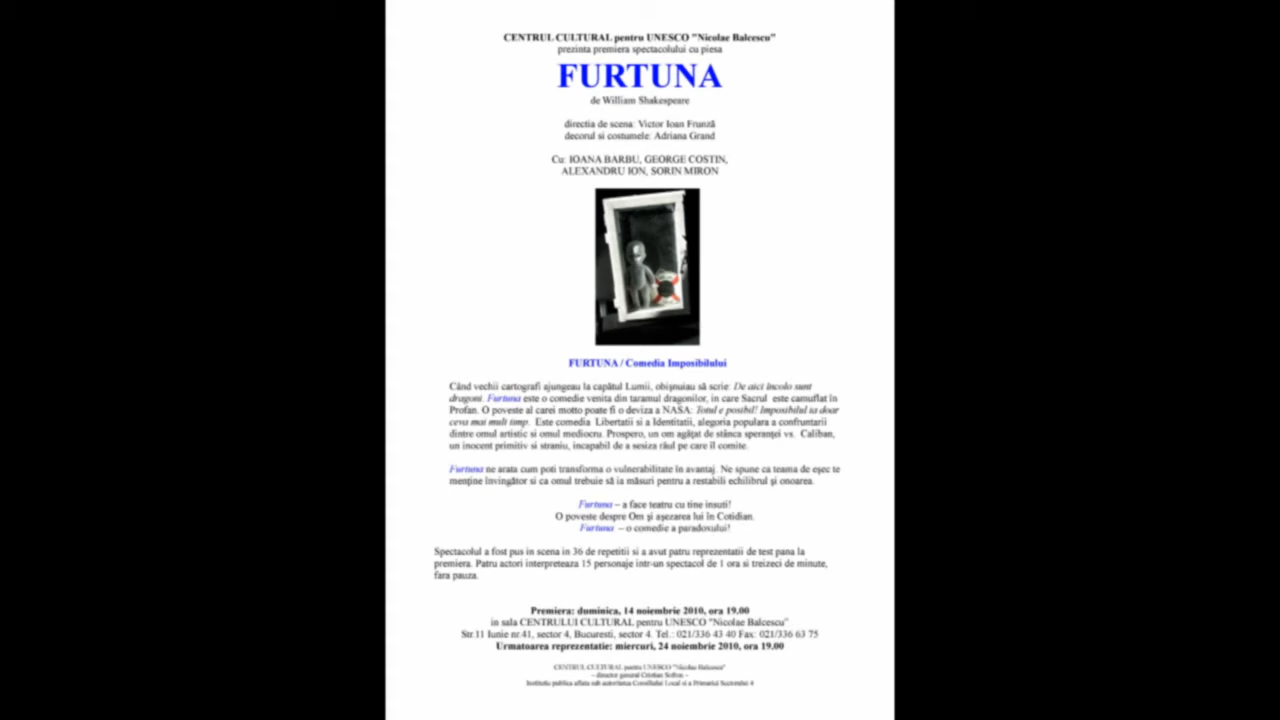 CENTRUL CULTURAL pentru UNESCO "Nicolae Balcescu"
prezinta premiera spectacolului cu piesa
FURTUNA
de William Shakespeare
directia de scena: Victor Ioan Frunză
decorul si costumele: Adriana Grand
Cu: IOANA BARBU, GEORGE COSTIN,
ALEXANDRU ION, SORIN MIRON
FURTUNA / Comedia Imposibilului
Când vechii cartografi ajungeau la capătul Lumii, obişnuiau să scrie: De aici încolo sunt
dragoni. Furtuna este o comedie venita din taramul dragonilor, in care Sacrul este camuflat în
Profan. O poveste al carei motto poate fi o deviza a NASA: Totul e posibil! Imposibilul ia doar
ceva mai mult timp. Este comedia Libertatii si a Identitatii, alegoria populara a confruntarii
dintre omul artistic si omul mediocru. Prospero, un om agăţat de stânca speranţei vs. Caliban,
un inocent primitiv si straniu, incapabil de a sesiza răul pe care îl comite.
Furtuna ne arata cum poti transforma o vulnerabilitate în avantaj. Ne spune ca teama de eşec te
menţine învingător si ca omul trebuie să ia măsuri pentru a restabili echilibrul şi onoarea.
Furtuna – a face teatru cu tine insuti!
O poveste despre Om şi aşezarea lui în Cotidian.
Furtuna – o comedie a paradoxului!
Spectacolul a fost pus in scena in 36 de repetitii si a avut patru reprezentatii de test pana la
premiera. Patru actori interpreteaza 15 personaje intr-un spectacol de 1 ora si treizeci de minute,
fara pauza.
Premiera: duminica, 14 noiembrie 2010, ora 19.00
in sala CENTRULUI CULTURAL pentru UNESCO "Nicolae Balcescu"
Str.11 Iunie nr.41, sector 4, Bucuresti, sector 4. Tel.: 021/336 43 40 Fax: 021/336 63 75
Urmatoarea reprezentatie: miercuri, 24 noiembrie 2010, ora 19.00
CENTRUL CULTURAL pentru UNESCO "Nicolae Balcescu"
– director general Cristian Sofron –
Institutie publica aflata sub autoritatea Consiliului Local si a Primariei Sectorului 4